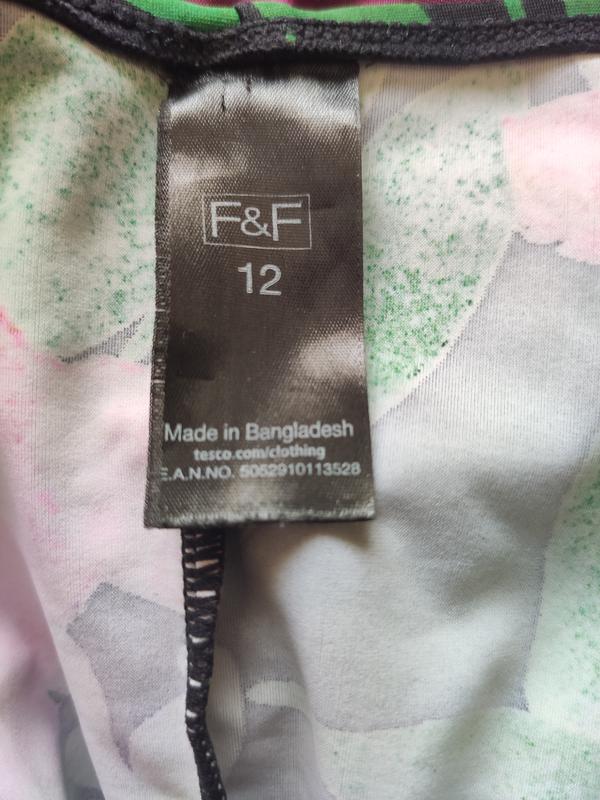 F&F
12
Made in Bangladesh
tesco.com/clothing
E.A.N.NO. 5052910113528